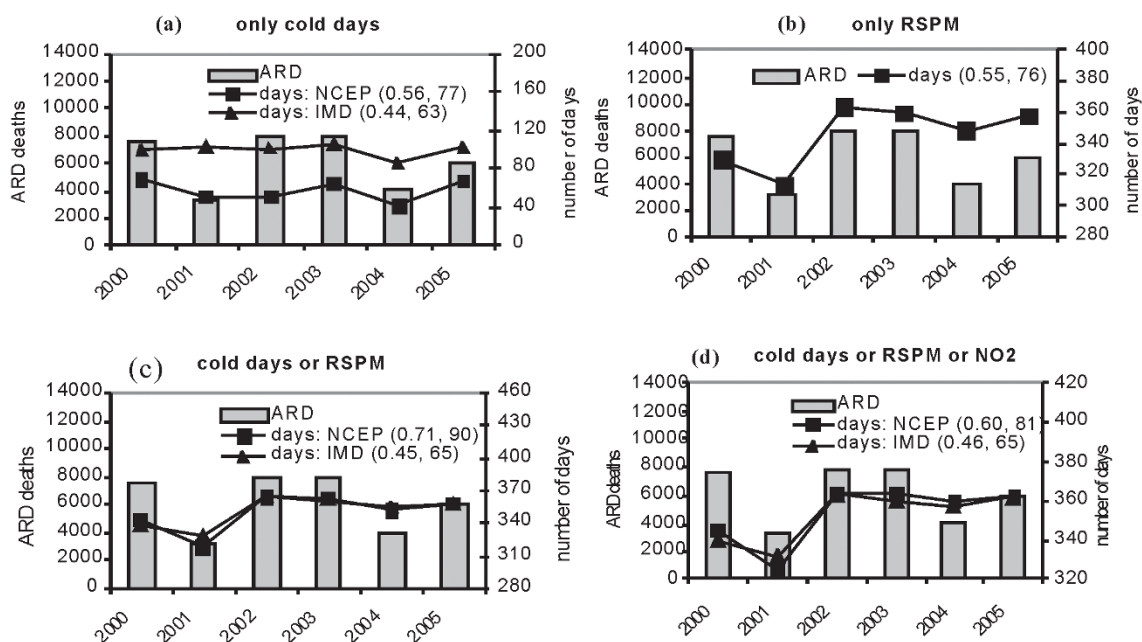 (a) only cold days
14000
12000
10000
8000
6000
4000
2000
0
ARD deaths
200
160
120
80
40
0
number of days
ARD
days: NCEP (0.56, 77)
days: IMD (0.44, 63)
2000 2001 2002 2003 2004 2005
(b) only RSPM
14000
12000
10000
8000
6000
4000
2000
0
ARD deaths
400
380
360
340
320
300
280
number of days
ARD days (0.55, 76)
2000 2001 2002 2003 2004 2005
(c) cold days or RSPM
14000
12000
10000
8000
6000
4000
2000
0
ARD deaths
460
430
400
370
340
310
280
number of days
ARD
days: NCEP (0.71, 90)
days: IMD (0.45, 65)
2000 2001 2002 2003 2004 2005
(d) cold days or RSPM or NO2
14000
12000
10000
8000
6000
4000
2000
0
ARD deaths
420
400
380
360
340
320
number of days
ARD
days: NCEP (0.60, 81)
days: IMD (0.46, 65)
2000 2001 2002 2003 2004 2005